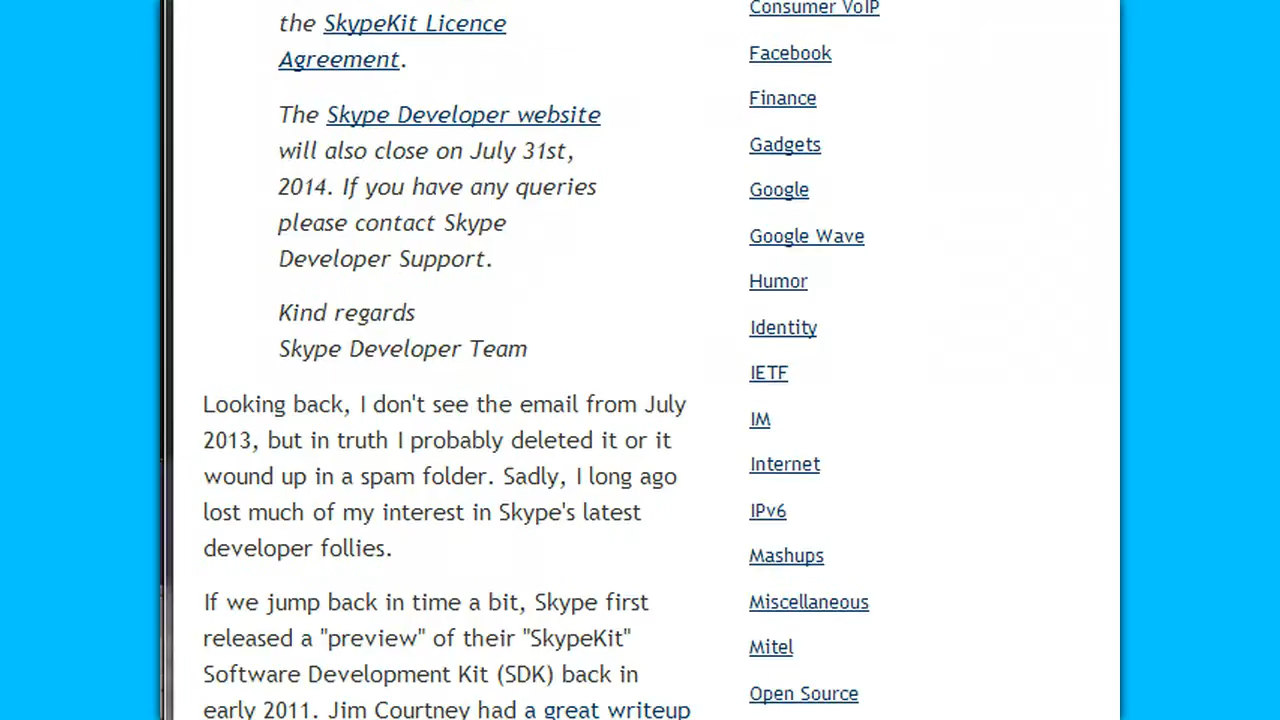 the SkypeKit Licence
Agreement.
The Skype Developer website
will also close on July 31st,
2014. If you have any queries
please contact Skype
Developer Support.
Kind regards
Skype Developer Team
Looking back, I don't see the email from July
2013, but in truth I probably deleted it or it
wound up in a spam folder. Sadly, I long ago
lost much of my interest in Skype's latest
developer follies.
If we jump back in time a bit, Skype first
released a "preview" of their "SkypeKit"
Software Development Kit (SDK) back in
early 2011. Jim Courtney had a great writeup
Consumer VoIP
Facebook
Finance
Gadgets
Google
Google Wave
Humor
Identity
IETF
IM
Internet
IPv6
Mashups
Miscellaneous
Mitel
Open Source